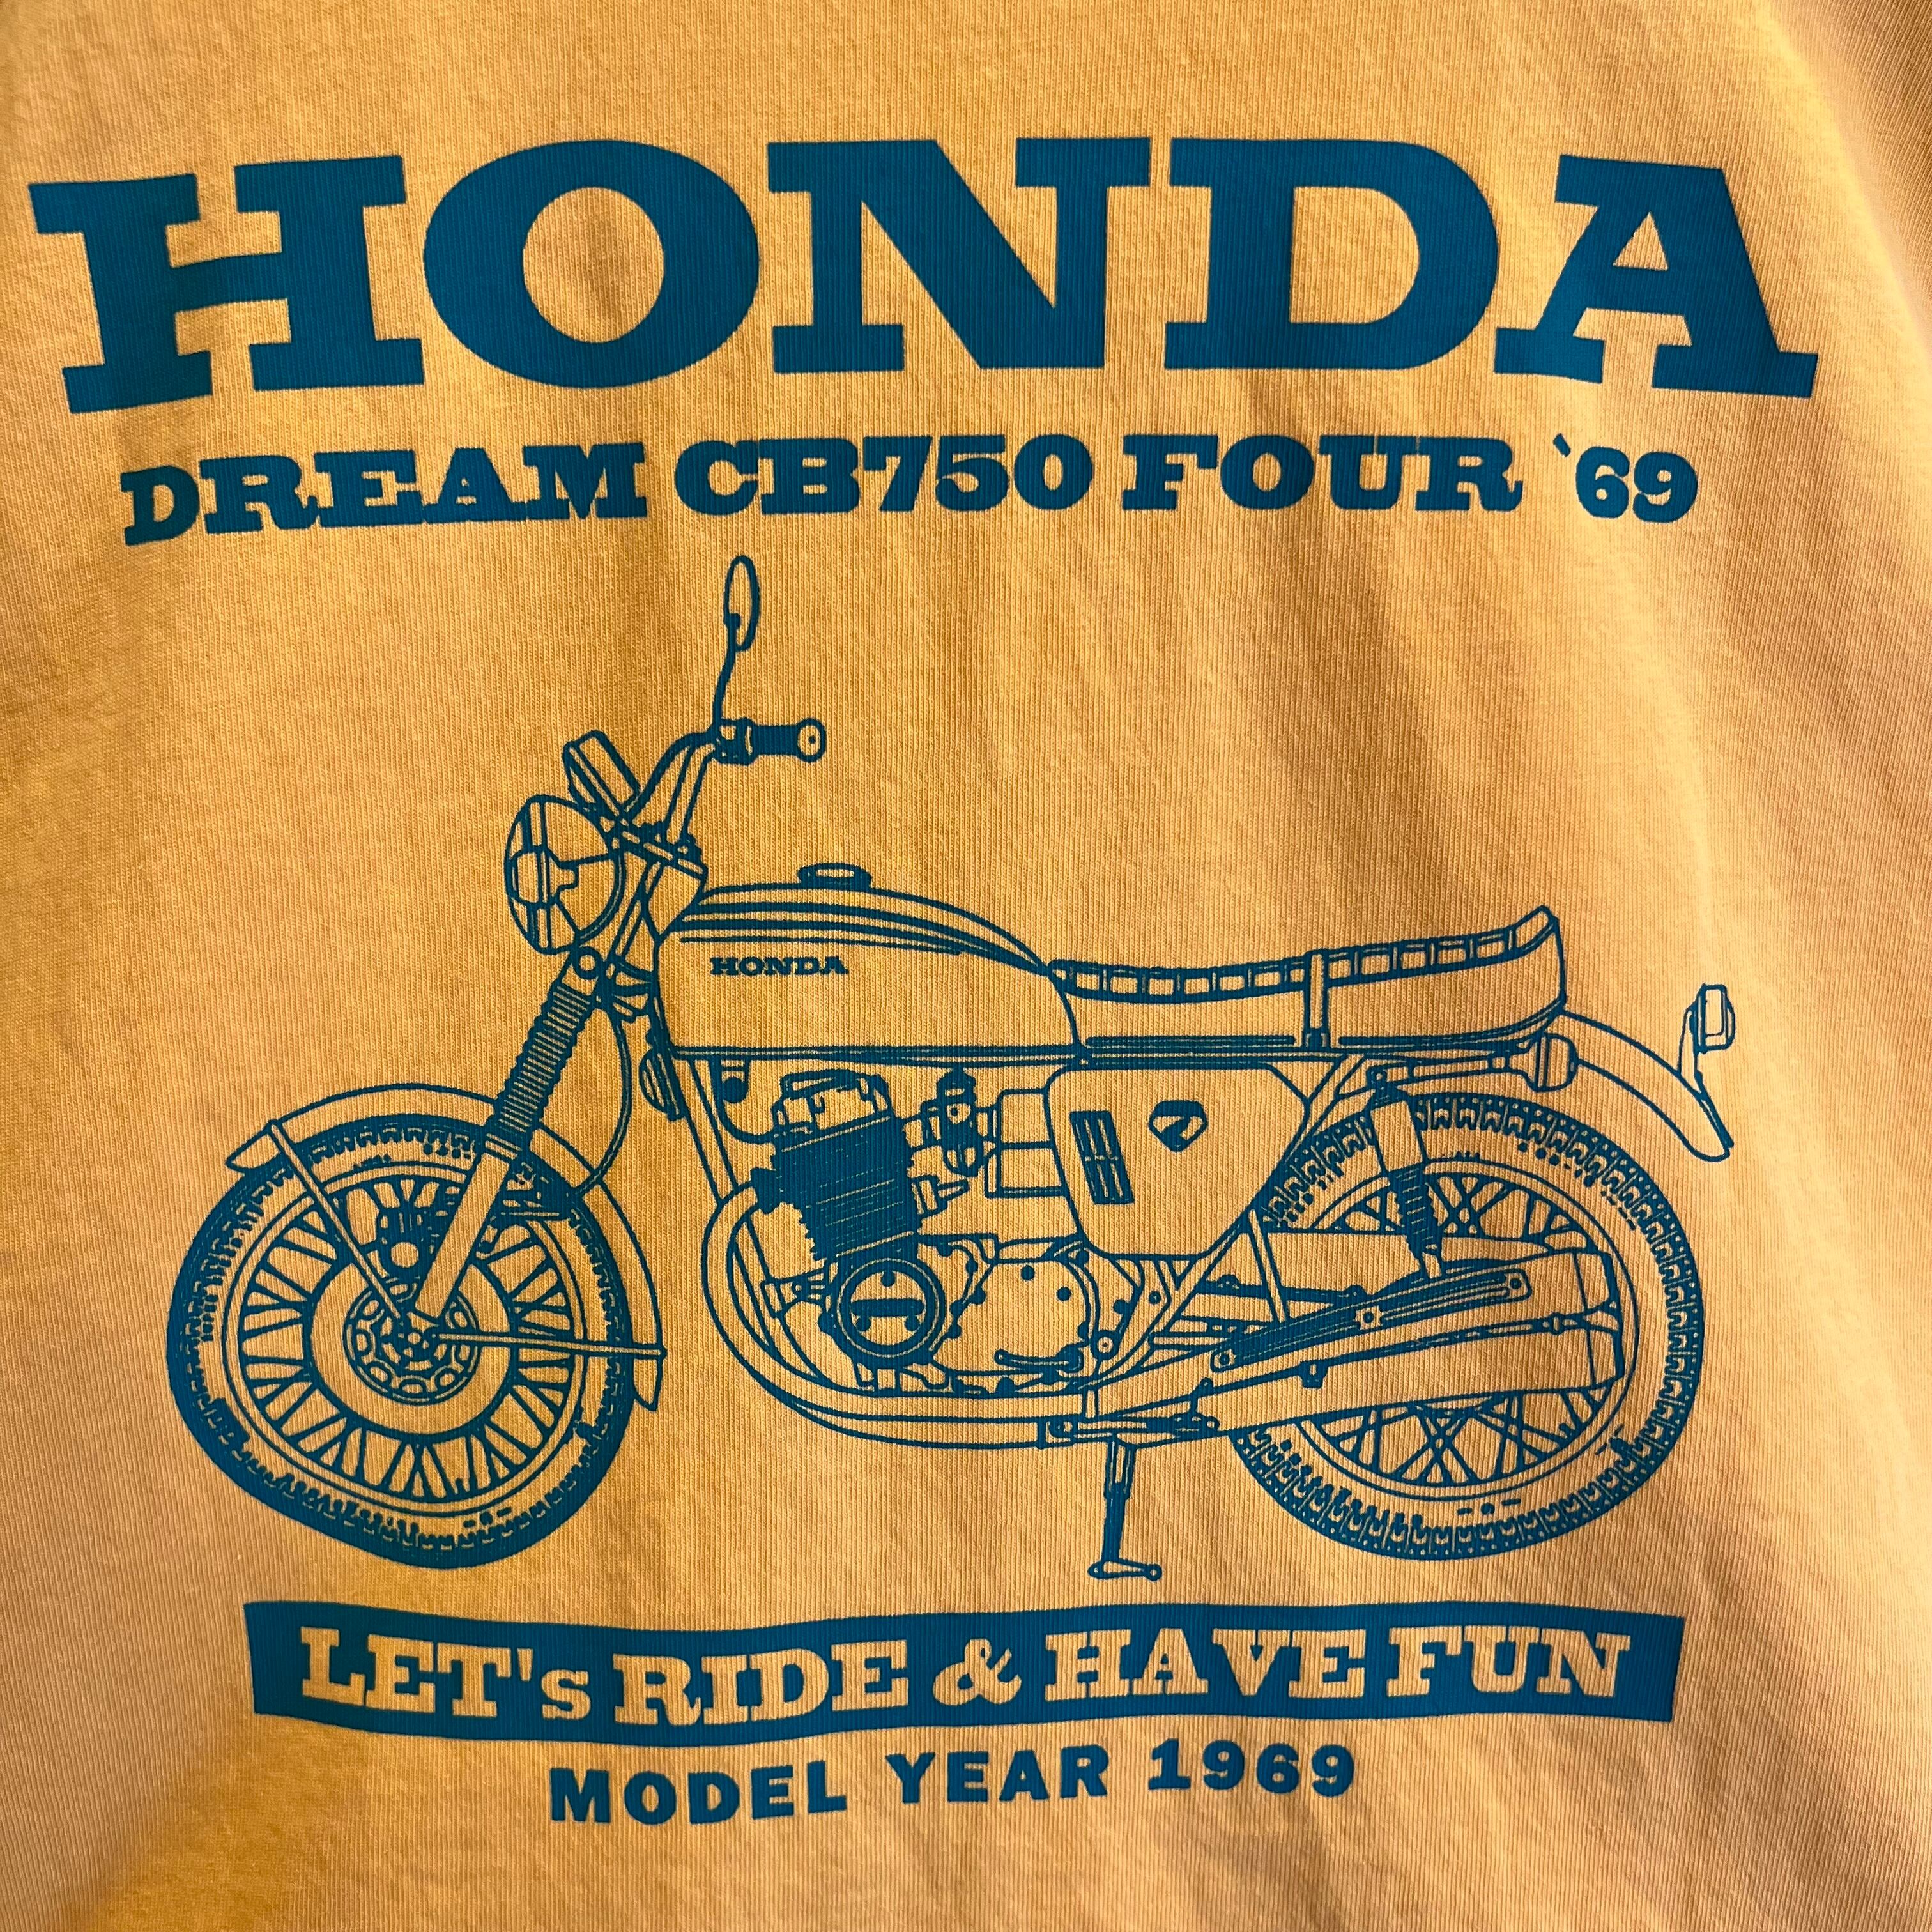 HONDA
DREAM CB750 FOUR `69
HONDA
LET's RIDE & HAVE FUN
MODEL YEAR 1969